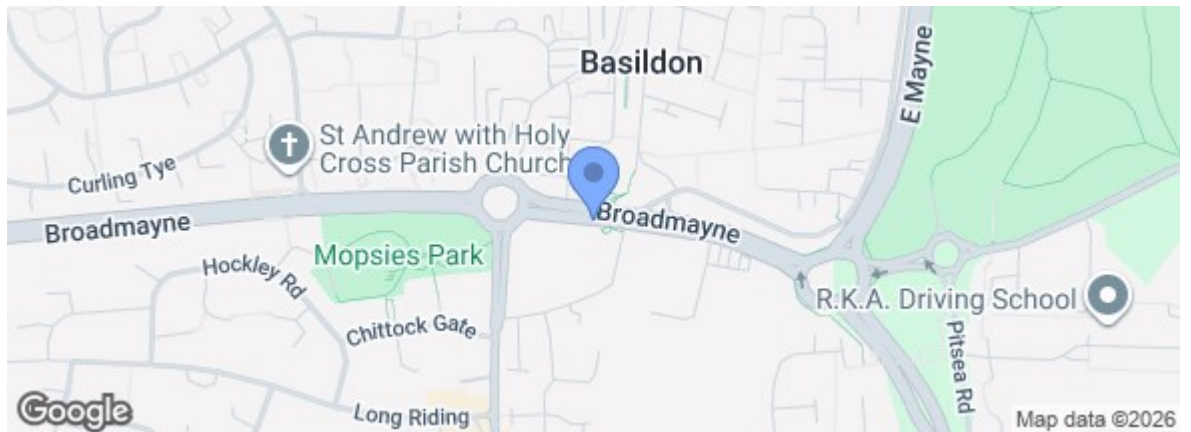 Basildon
E Mayne
St Andrew with Holy
Cross Parish Church
Curling Tye
Broadmayne
Broadmayne
Mopsies Park
Hockley Rd
R.K.A. Driving School
Chittock Gate
Pitsea Rd
Long Riding
Google
Map data ©2026